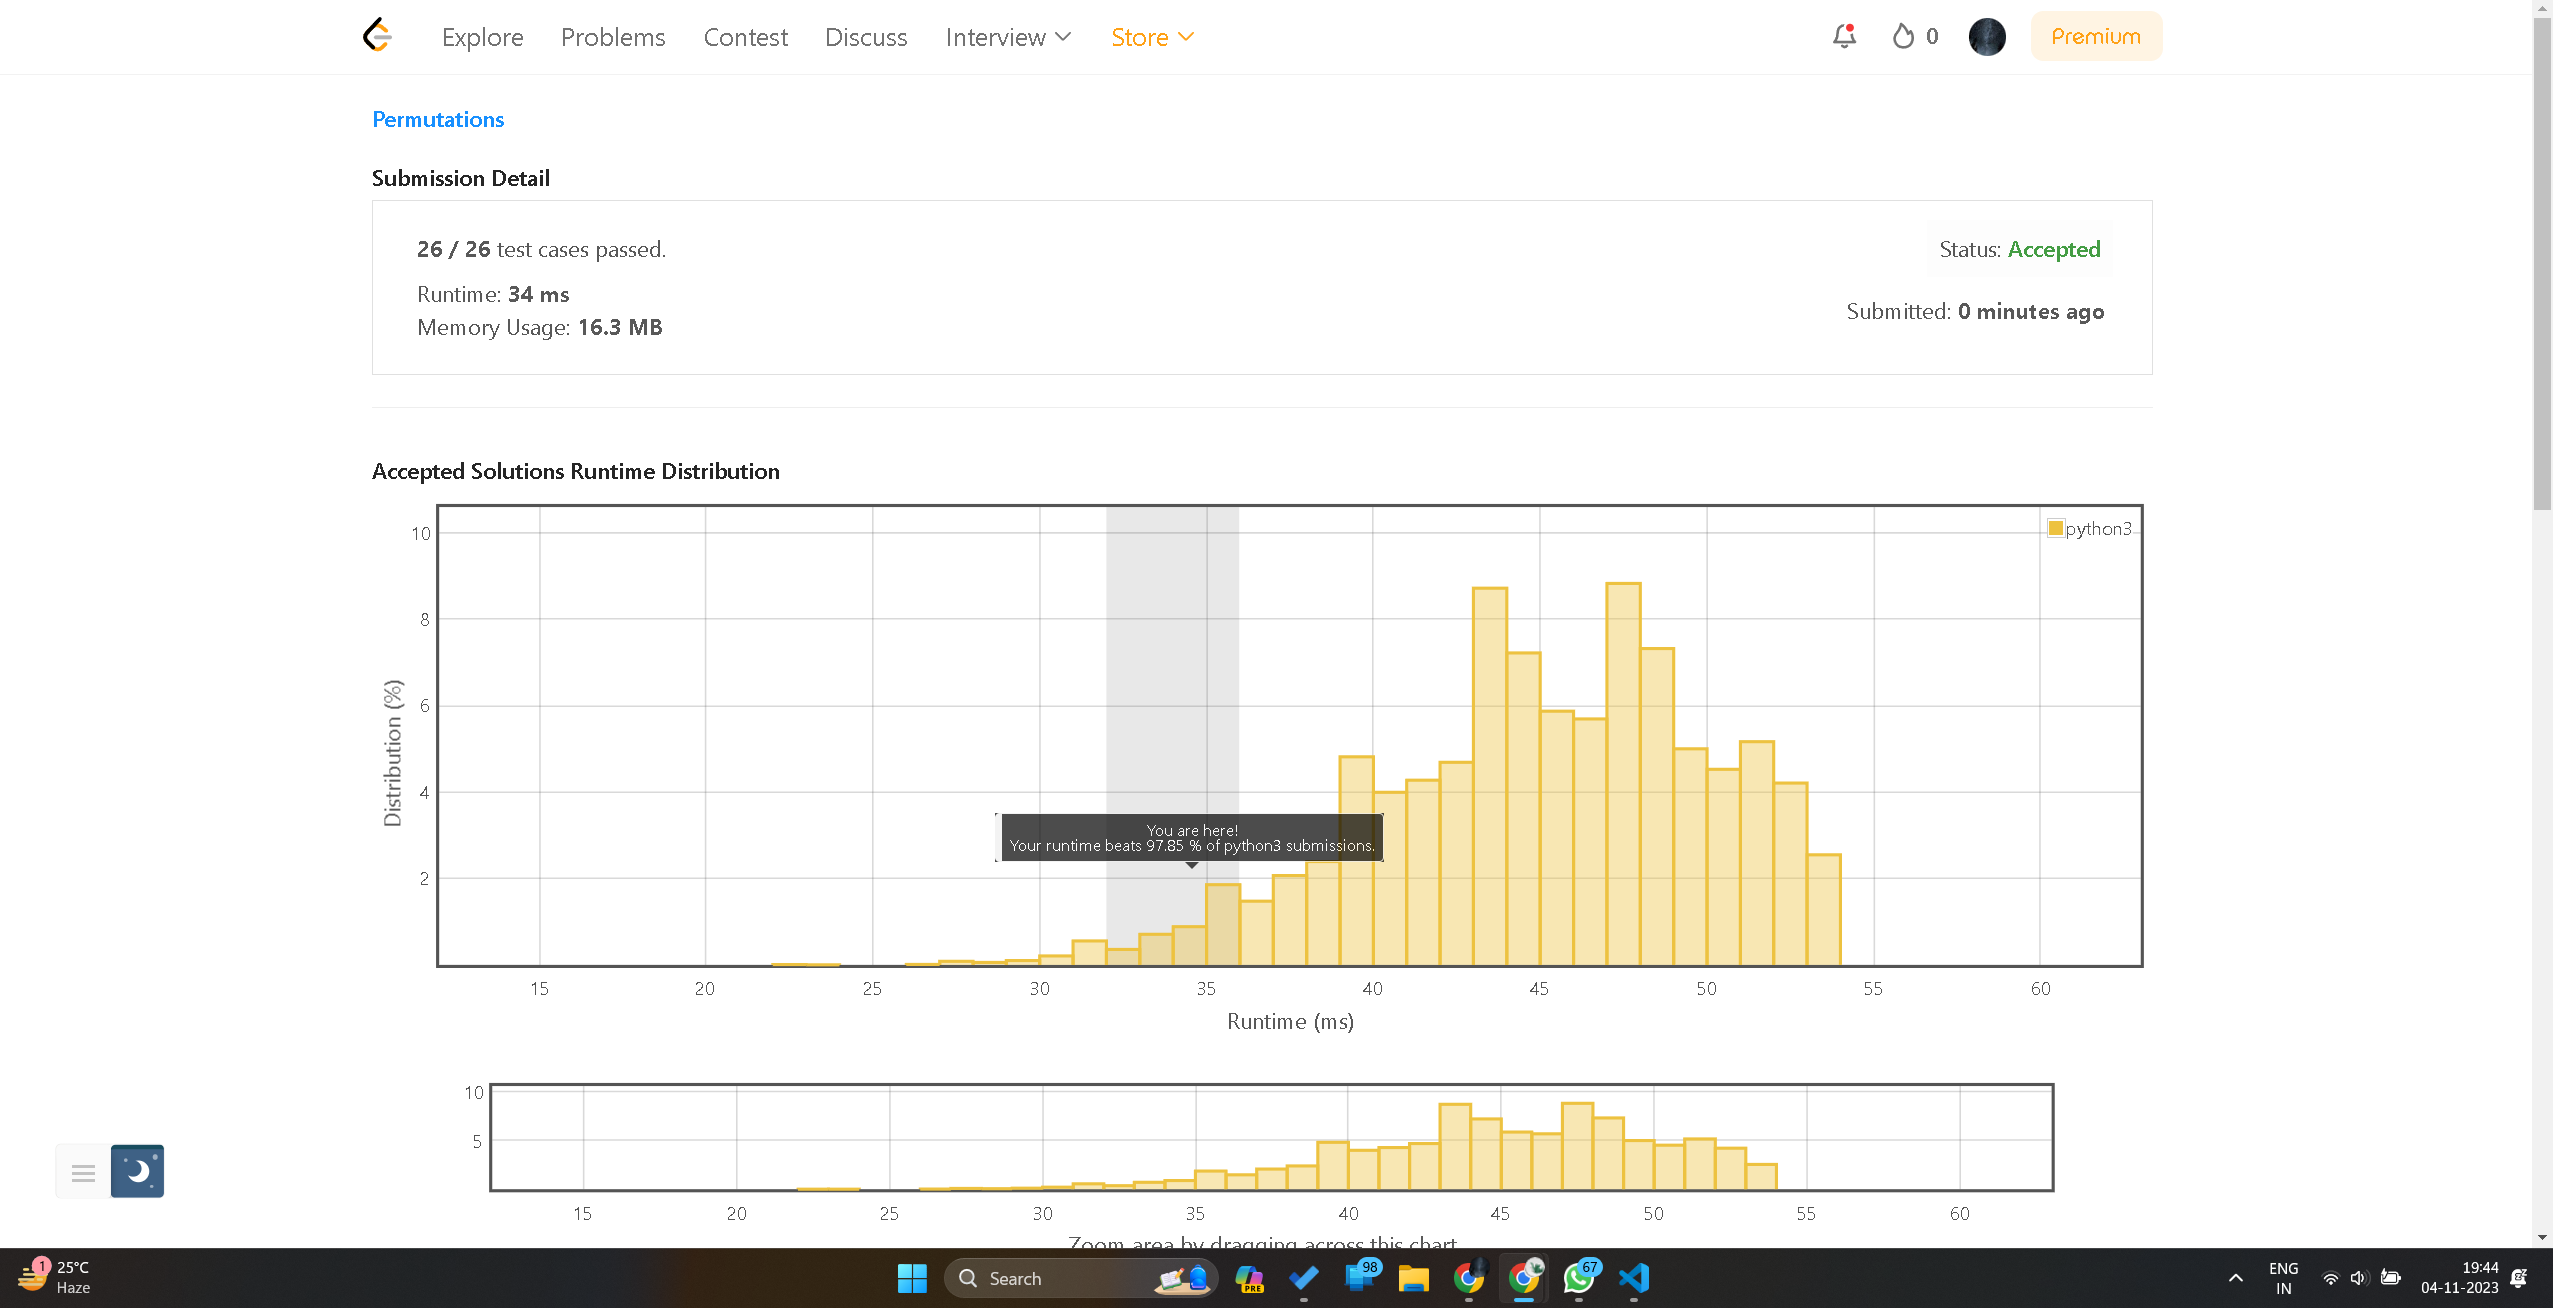 Explore Problems Contest Discuss Interview Store 0 Premium
Permutations
Submission Detail
26 / 26 test cases passed.
Status: Accepted
Runtime: 34 ms
Submitted: 0 minutes ago
Memory Usage: 16.3 MB
Accepted Solutions Runtime Distribution
python3
10
8
6
4
2
Distribution (%)
You are here!
Your runtime beats 97.85 % of python3 submissions.
15 20 25 30 35 40 45 50 55 60
Runtime (ms)
10
5
15 20 25 30 35 40 45 50 55 60
Zoom area by dragging across this chart
1
25°C
Haze
Search
PRE
98
67
ENG
IN
19:44
04-11-2023